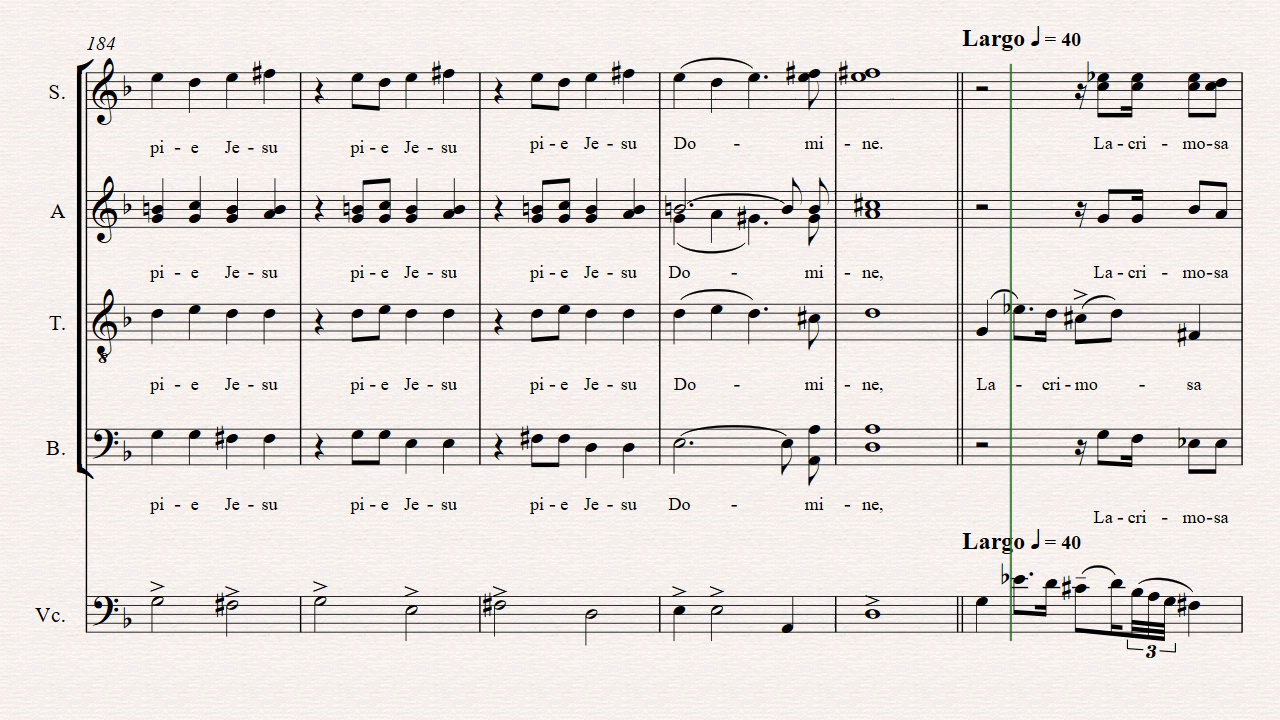 184
Largo ♩ = 40
S.
pi - e Je - su pi - e Je - su pi - e Je - su Do - mi - ne. La - cri - mo - sa
A
pi - e Je - su pi - e Je - su pi - e Je - su Do - mi - ne, La - cri - mo - sa
T.
8
pi - e Je - su pi - e Je - su pi - e Je - su Do - mi - ne, La - cri - mo - sa
B.
pi - e Je - su pi - e Je - su pi - e Je - su Do - mi - ne, La - cri - mo - sa
Largo ♩ = 40
Vc.
3